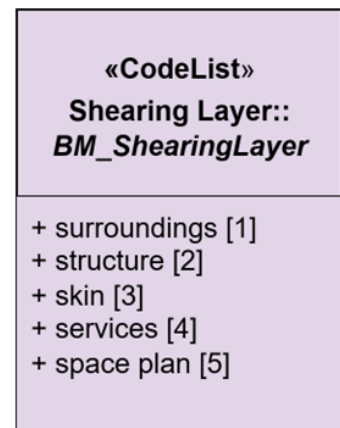 «CodeList»
Shearing Layer::
BM_ShearingLayer
+ surroundings [1]
+ structure [2]
+ skin [3]
+ services [4]
+ space plan [5]